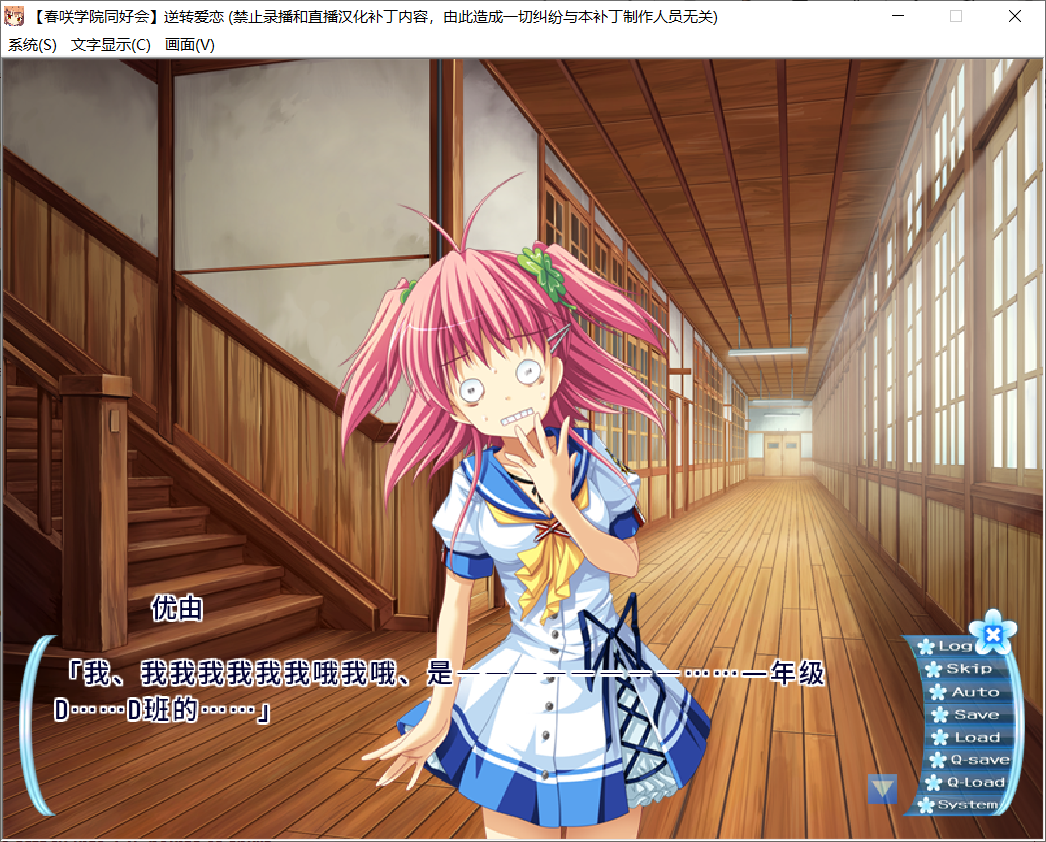 【春咲学院同好会】逆转爱恋 (禁止录播和直播汉化补丁内容，由此造成一切纠纷与本补丁制作人员无关)
系统(S) 文字显示(C) 画面(V)
优由
「我、我我我我我我哦我哦、是————————……一年级
D……D班的……」
Log
Skip
Auto
Save
Load
Q-save
Q-Load
System